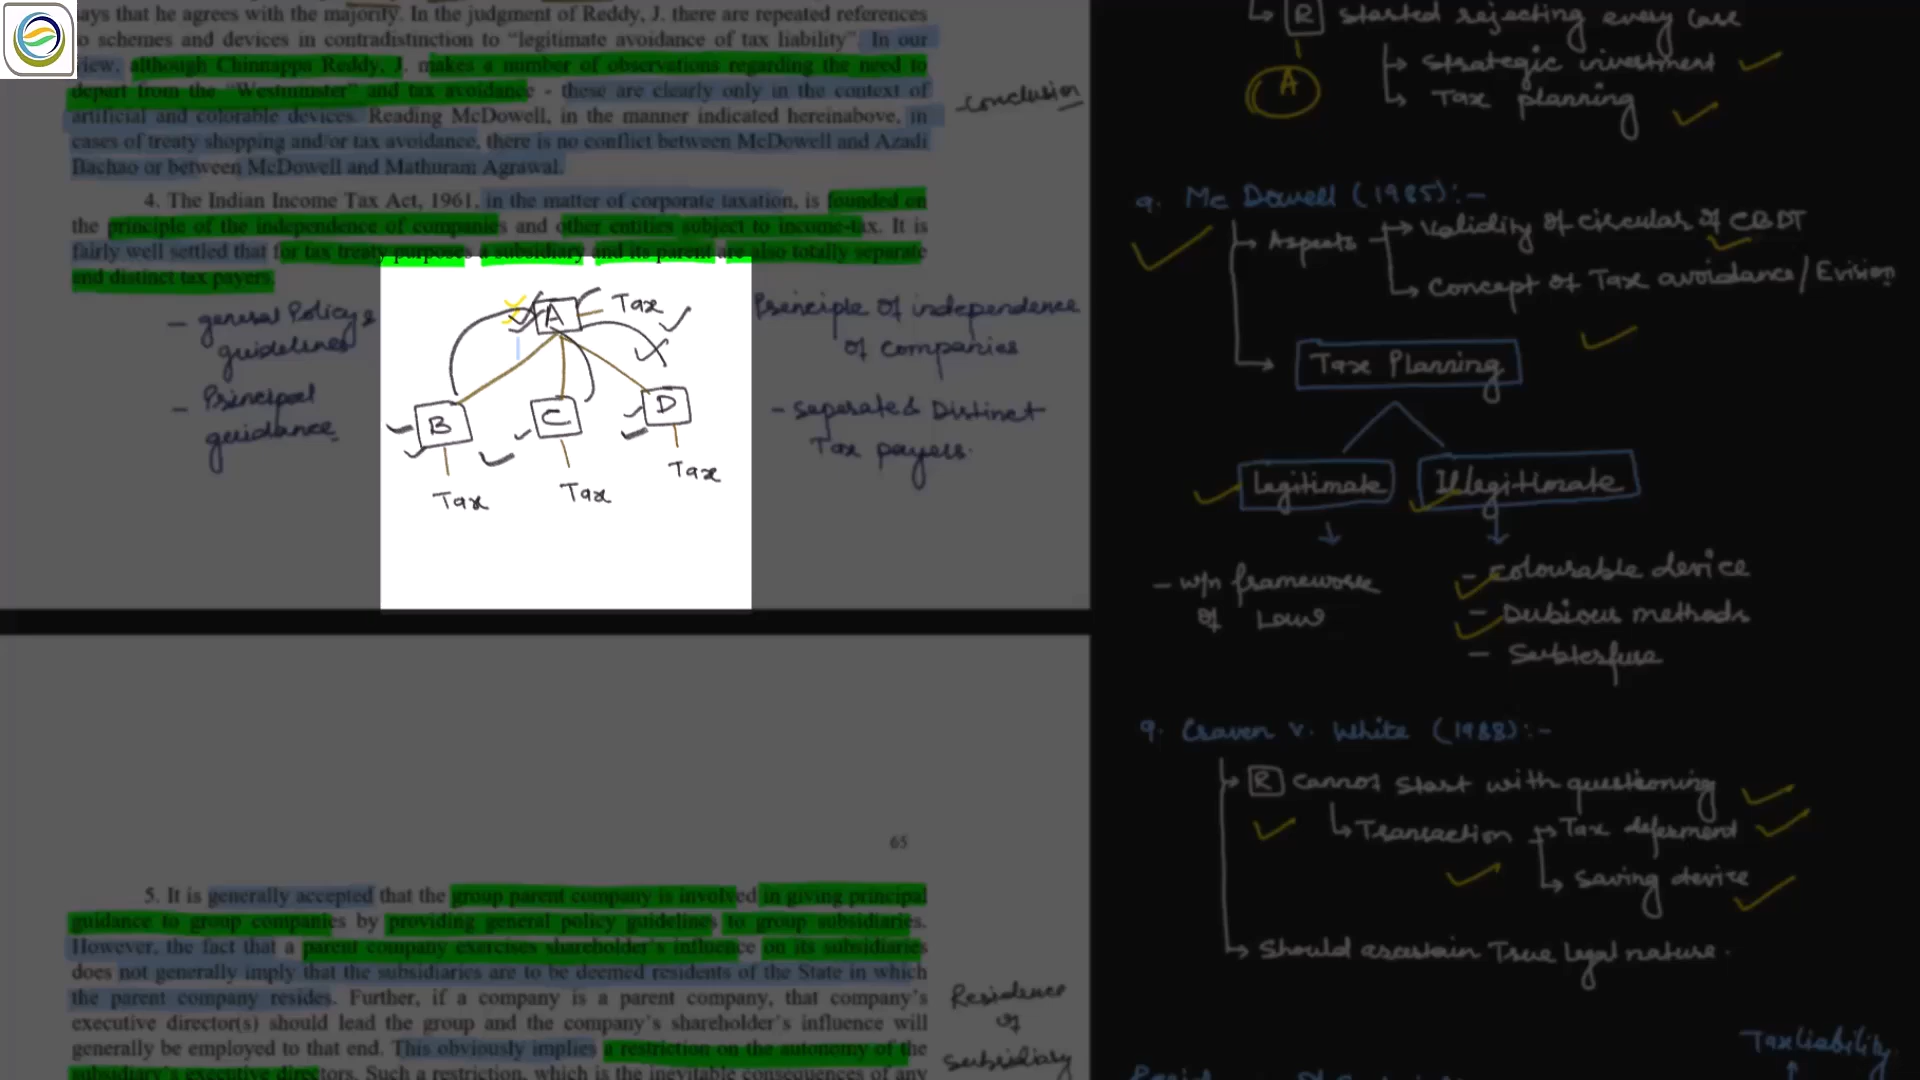 says that he agrees with the majority. In the judgment of Reddy, J. there are repeated references
to schemes and devices in contradistinction to "legitimate avoidance of tax liability". In our
view, although Chinnappa Reddy, J. makes a number of observations regarding the need to
depart from the "Westminster" and tax avoidance - these are clearly only in the context of
artificial and colorable devices. Reading McDowell, in the manner indicated hereinabove, in
cases of treaty shopping and/or tax avoidance, there is no conflict between McDowell and Azadi
Bachao or between McDowell and Mathuram Agrawal.
conclusion
4. The Indian Income Tax Act, 1961, in the matter of corporate taxation, is founded on
the principle of the independence of companies and other entities subject to income-tax. It is
fairly well settled that for tax treaty purposes a subsidiary and its parent are also totally separate
and distinct tax payers.
- general Policy &
guidelines
- Principal
guidance
A Tax
B
C
D
Tax
Tax
Tax
Principle of independence
of companies
- Seperate & Distinct
Tax payers.
65
5. It is generally accepted that the group parent company is involved in giving principal
guidance to group companies by providing general policy guidelines to group subsidiaries.
However, the fact that a parent company exercises shareholder's influence on its subsidiaries
does not generally imply that the subsidiaries are to be deemed residents of the State in which
the parent company resides. Further, if a company is a parent company, that company's
executive director(s) should lead the group and the company's shareholder's influence will
generally be employed to that end. This obviously implies a restriction on the autonomy of the
subsidiary's executive directors. Such a restriction, which is the inevitable consequences of any
Residence
of
Subsidiary
R Started rejecting every case
A
Strategic investment
Tax planning
9. Mc Dowell (1985):-
Aspects
Validity of circular of CBDT
Concept of Tax avoidance/Evision
Tax Planning
Legitimate
Illegitimate
- w/n framework
of Law
- Colourable device
- Dubious methods
- Subterfuse
9. Craven v. White (1988):-
R Cannot Start with questioning
Transaction
Tax deferment
Saving device
Should ascertain True legal nature.
Tax liability